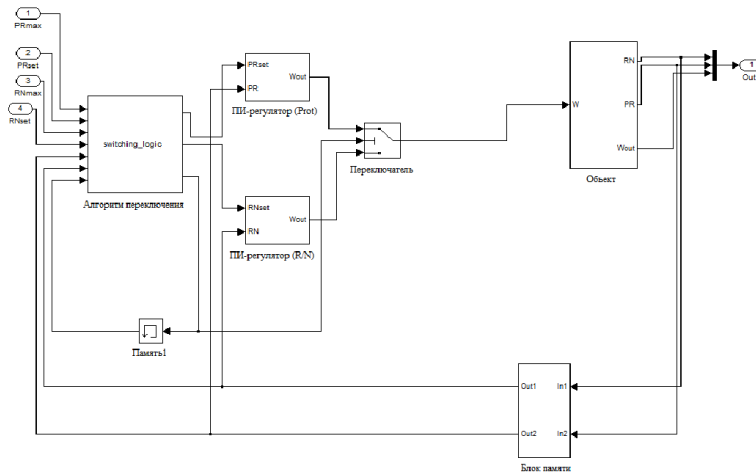 1
PRmax
2
PRset
3
RNmax
4
RNset
switching_logic
Алгоритм переключения
PRset
PR
Wout
ПИ-регулятор (Prot)
RNset
RN
Wout
ПИ-регулятор (R/N)
Переключатель
W
RN
PR
Wout
Объект
1
Out
Память1
Out1
In1
Out2
In2
Блок памяти